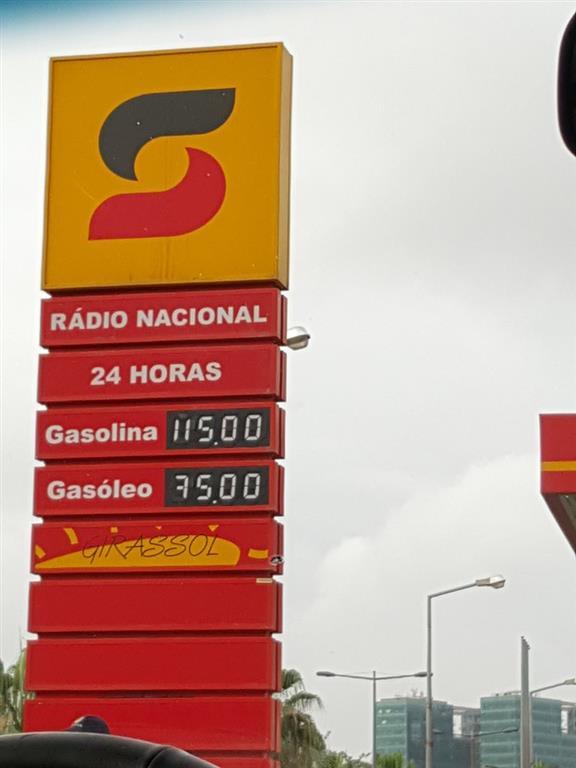 RÁDIO NACIONAL
24 HORAS
Gasolina 115.00
Gasóleo 75.00
GIRASSOL